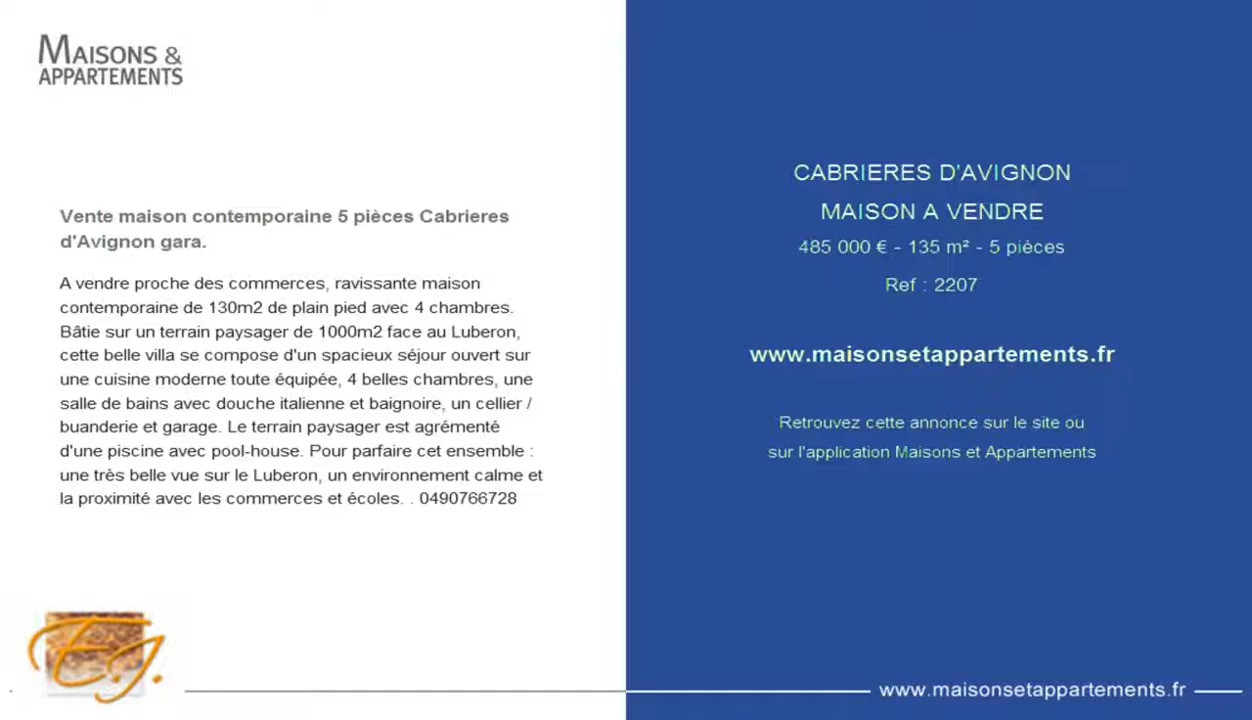 MAISONS &
APPARTEMENTS
Vente maison contemporaine 5 pièces Cabrieres
d'Avignon gara.
A vendre proche des commerces, ravissante maison
contemporaine de 130m2 de plain pied avec 4 chambres.
Bâtie sur un terrain paysager de 1000m2 face au Luberon,
cette belle villa se compose d'un spacieux séjour ouvert sur
une cuisine moderne toute équipée, 4 belles chambres, une
salle de bains avec douche italienne et baignoire, un cellier /
buanderie et garage. Le terrain paysager est agrémenté
d'une piscine avec pool-house. Pour parfaire cet ensemble :
une très belle vue sur le Luberon, un environnement calme et
la proximité avec les commerces et écoles. . 0490766728
E.J.
CABRIERES D'AVIGNON
MAISON A VENDRE
485 000 € - 135 m² - 5 pièces
Ref : 2207
www.maisonsetappartements.fr
Retrouvez cette annonce sur le site ou
sur l'application Maisons et Appartements
www.maisonsetappartements.fr